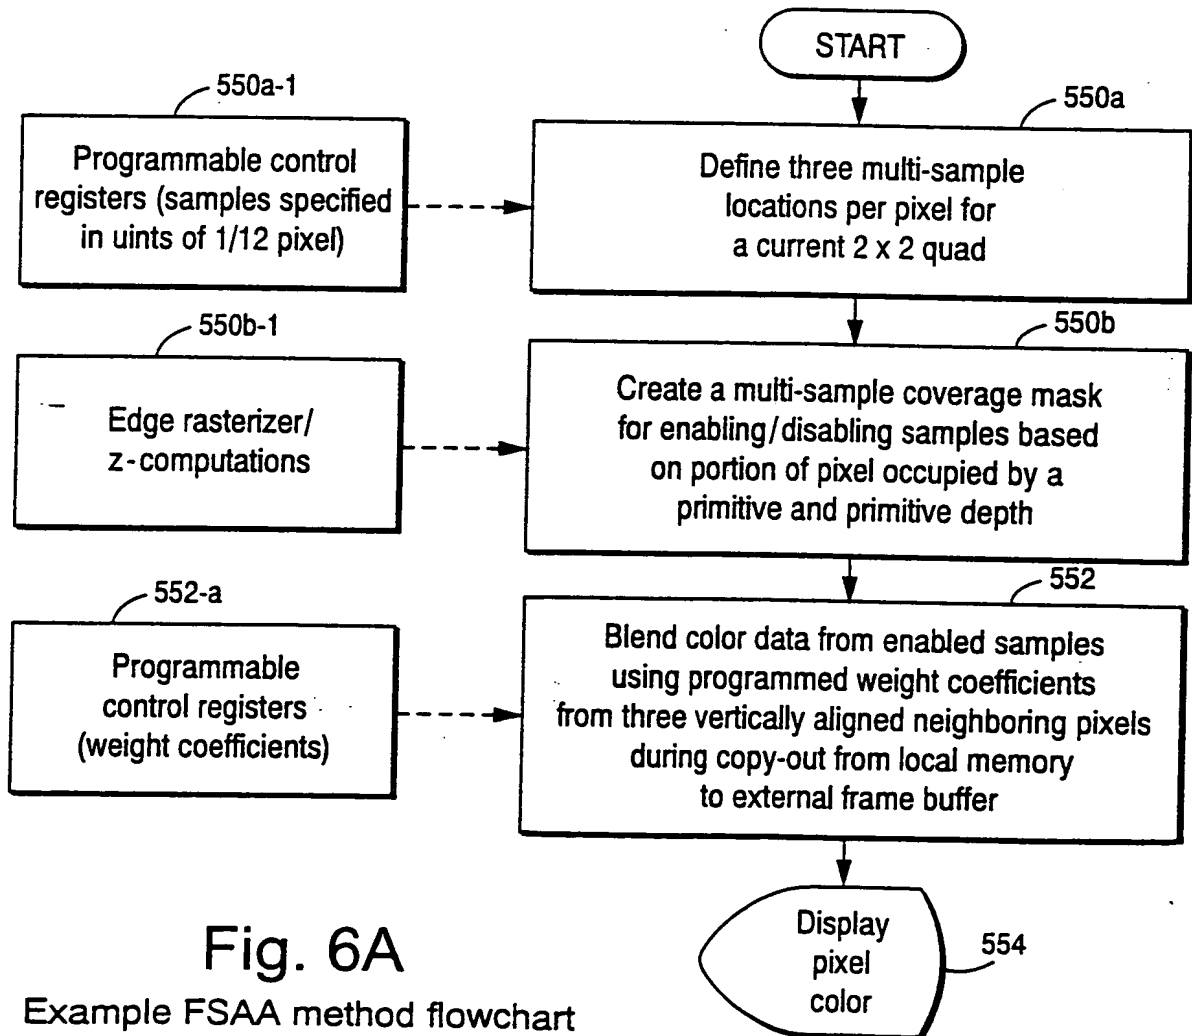 START
550a-1
Programmable control
registers (samples specified
in uints of 1/12 pixel)
550a
Define three multi-sample
locations per pixel for
a current 2 x 2 quad
550b-1
Edge rasterizer/
z-computations
550b
Create a multi-sample coverage mask
for enabling/disabling samples based
on portion of pixel occupied by a
primitive and primitive depth
552-a
Programmable
control registers
(weight coefficients)
552
Blend color data from enabled samples
using programmed weight coefficients
from three vertically aligned neighboring pixels
during copy-out from local memory
to external frame buffer
Display
pixel
color
554
Fig. 6A
Example FSAA method flowchart